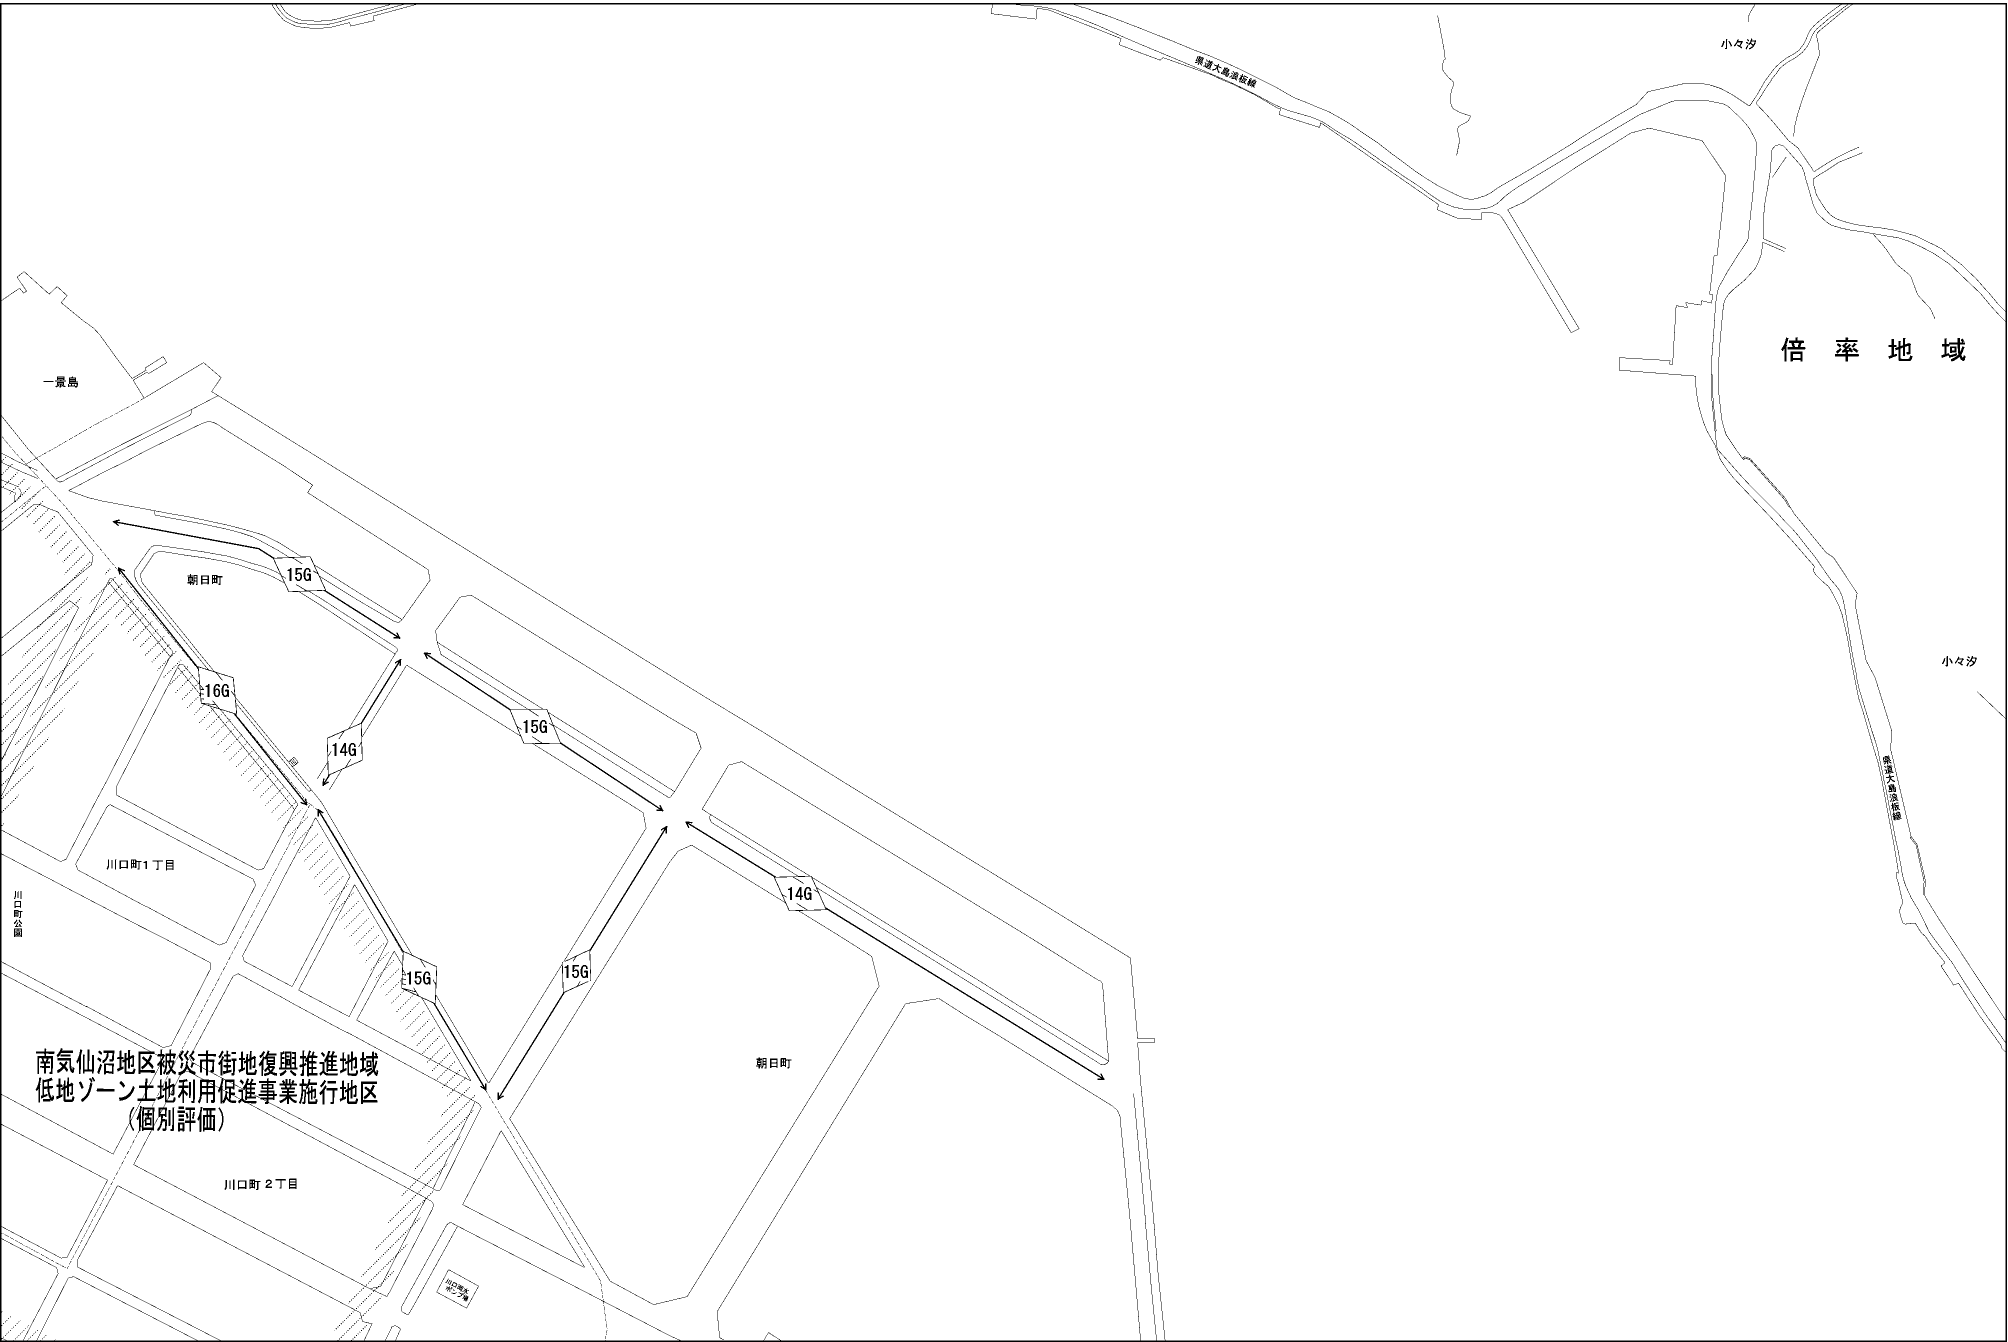 小々汐
県道大島浪板線
倍率地域
一景島
15G
朝日町
16G
15G
14G
小々汐
県道大島浪板線
川口町1丁目
14G
川口町公園
15G
15G
南気仙沼地区被災市街地復興推進地域
低地ゾーン土地利用促進事業施行地区
（個別評価）
朝日町
川口町2丁目
ポンプ場